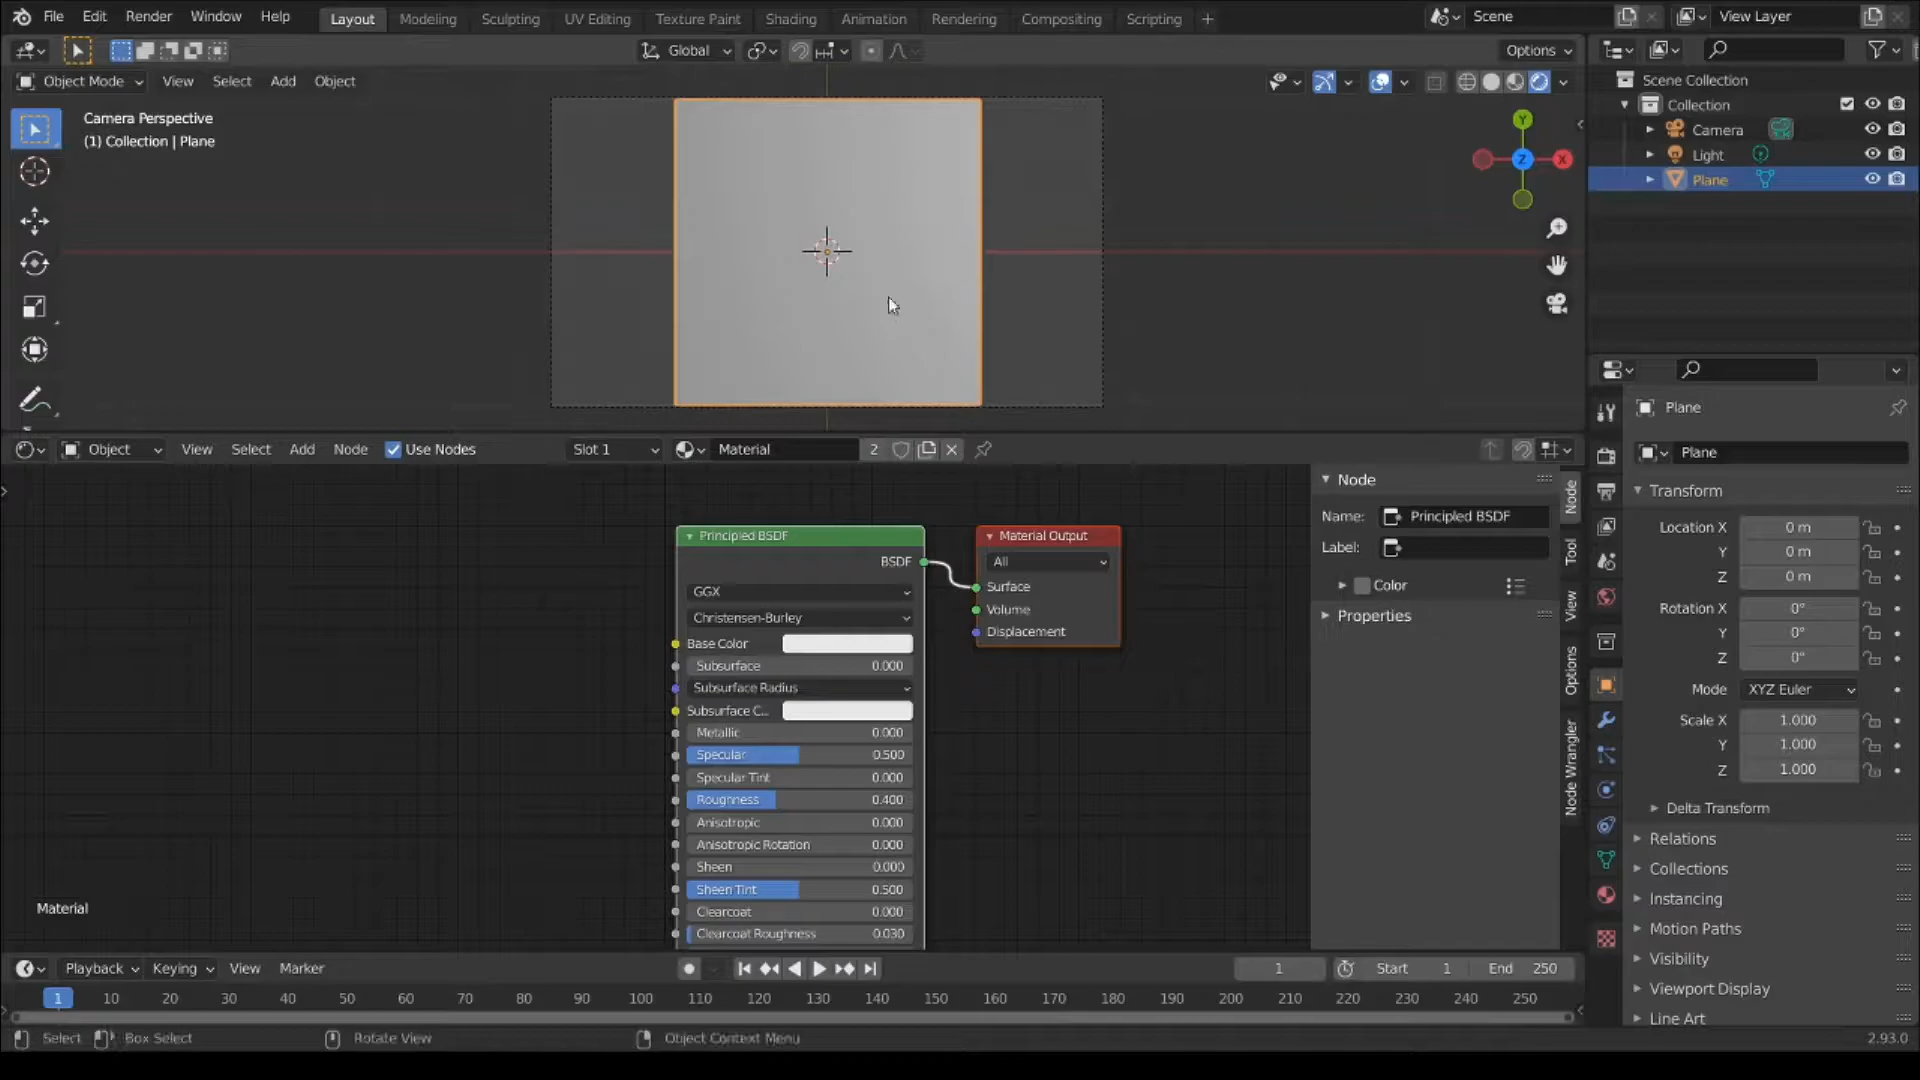 File Edit Render Window Help Layout Modeling Sculpting UV Editing Texture Paint Shading Animation Rendering Compositing Scripting + Scene View Layer
Global Options
Object Mode View Select Add Object
Camera Perspective
(1) Collection | Plane
Y
Z
X
Scene Collection
Collection
Camera
Light
Plane
Object View Select Add Node Use Nodes Slot 1 Material 2
Principled BSDF
BSDF
GGX
Christensen-Burley
Base Color
Subsurface 0.000
Subsurface Radius
Subsurface C...
Metallic 0.000
Specular 0.500
Specular Tint 0.000
Roughness 0.400
Anisotropic 0.000
Anisotropic Rotation 0.000
Sheen 0.000
Sheen Tint 0.500
Clearcoat 0.000
Clearcoat Roughness 0.030
Material Output
All
Surface
Volume
Displacement
Material
Node
Name: Principled BSDF
Label:
Color
Properties
Node
Tool
View
Options
Node Wrangler
Plane
Plane
Transform
Location X 0 m
Y 0 m
Z 0 m
Rotation X 0°
Y 0°
Z 0°
Mode XYZ Euler
Scale X 1.000
Y 1.000
Z 1.000
Delta Transform
Relations
Collections
Instancing
Motion Paths
Visibility
Viewport Display
Line Art
Playback Keying View Marker 1 Start 1 End 250
1 10 20 30 40 50 60 70 80 90 100 110 120 130 140 150 160 170 180 190 200 210 220 230 240 250
Select Box Select Rotate View Object Context Menu 2.93.0